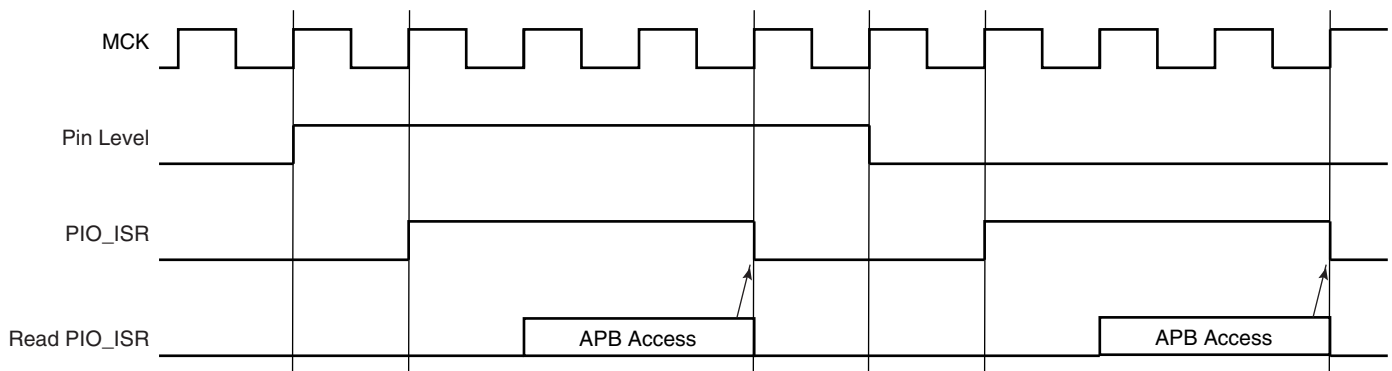 MCK
Pin Level
PIO_ISR
Read PIO_ISR
APB Access
APB Access